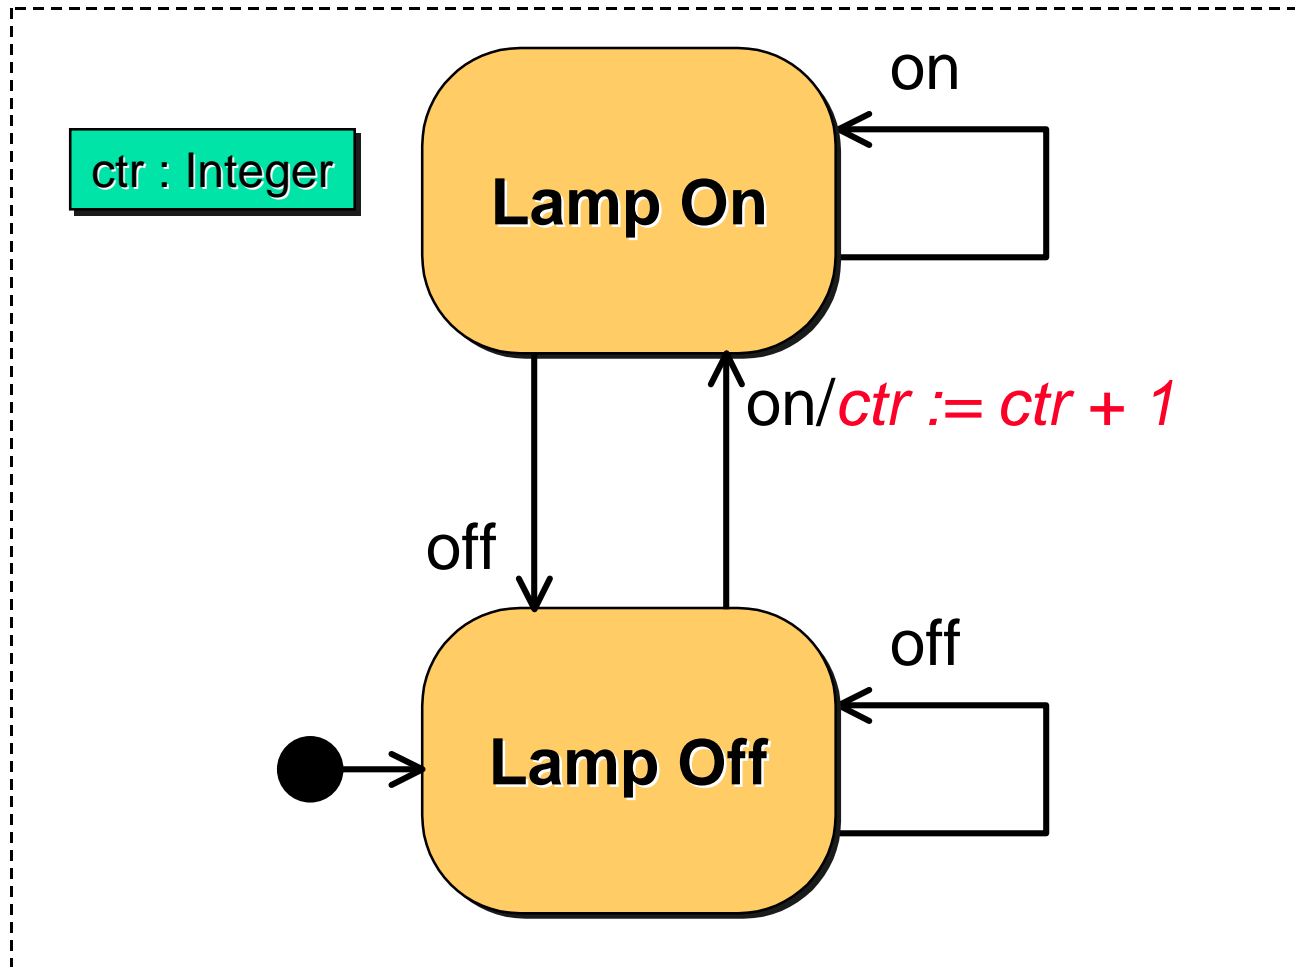 on
ctr : Integer
Lamp On
on/ctr := ctr + 1
off
off
Lamp Off